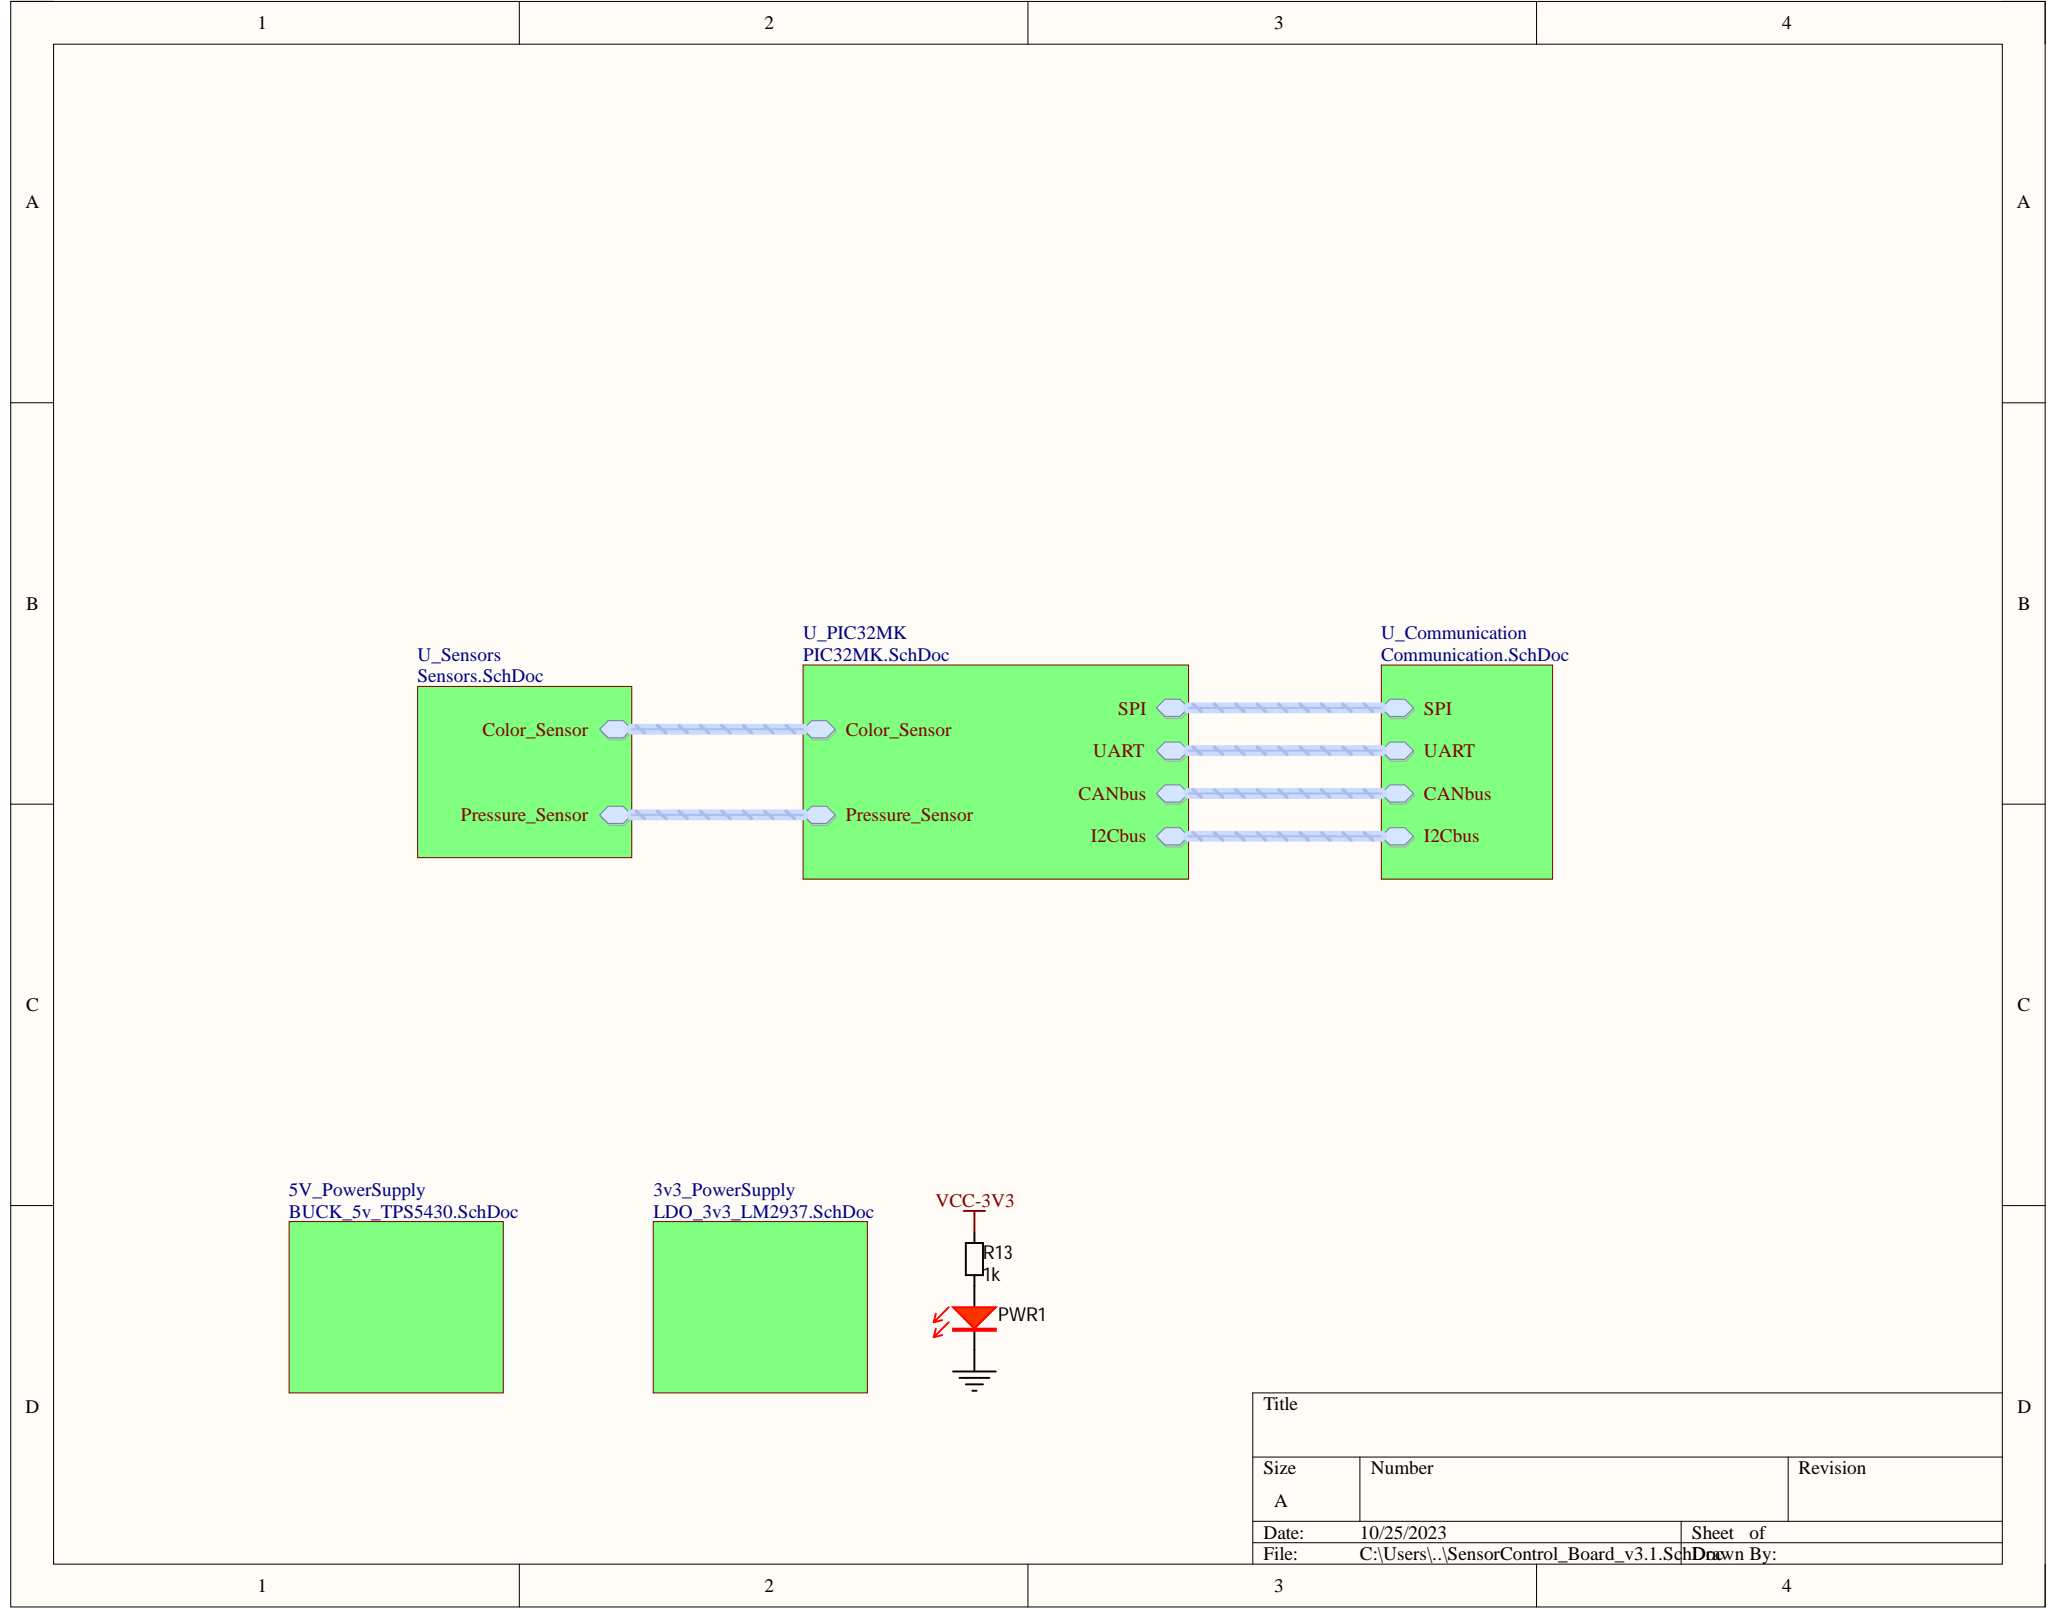 1 2 3 4
A A
B B
U_Sensors
Sensors.SchDoc
Color_Sensor
Pressure_Sensor
U_PIC32MK
PIC32MK.SchDoc
Color_Sensor
Pressure_Sensor
SPI
UART
CANbus
I2Cbus
U_Communication
Communication.SchDoc
SPI
UART
CANbus
I2Cbus
C C
5V_PowerSupply
BUCK_5v_TPS5430.SchDoc
3v3_PowerSupply
LDO_3v3_LM2937.SchDoc
VCC-3V3
R13
1k
PWR1
D D
Title
Size Number Revision
A
Date: 10/25/2023 Sheet of
File: C:\Users\..\SensorControl_Board_v3.1.SchDoc Drawn By:
1 2 3 4